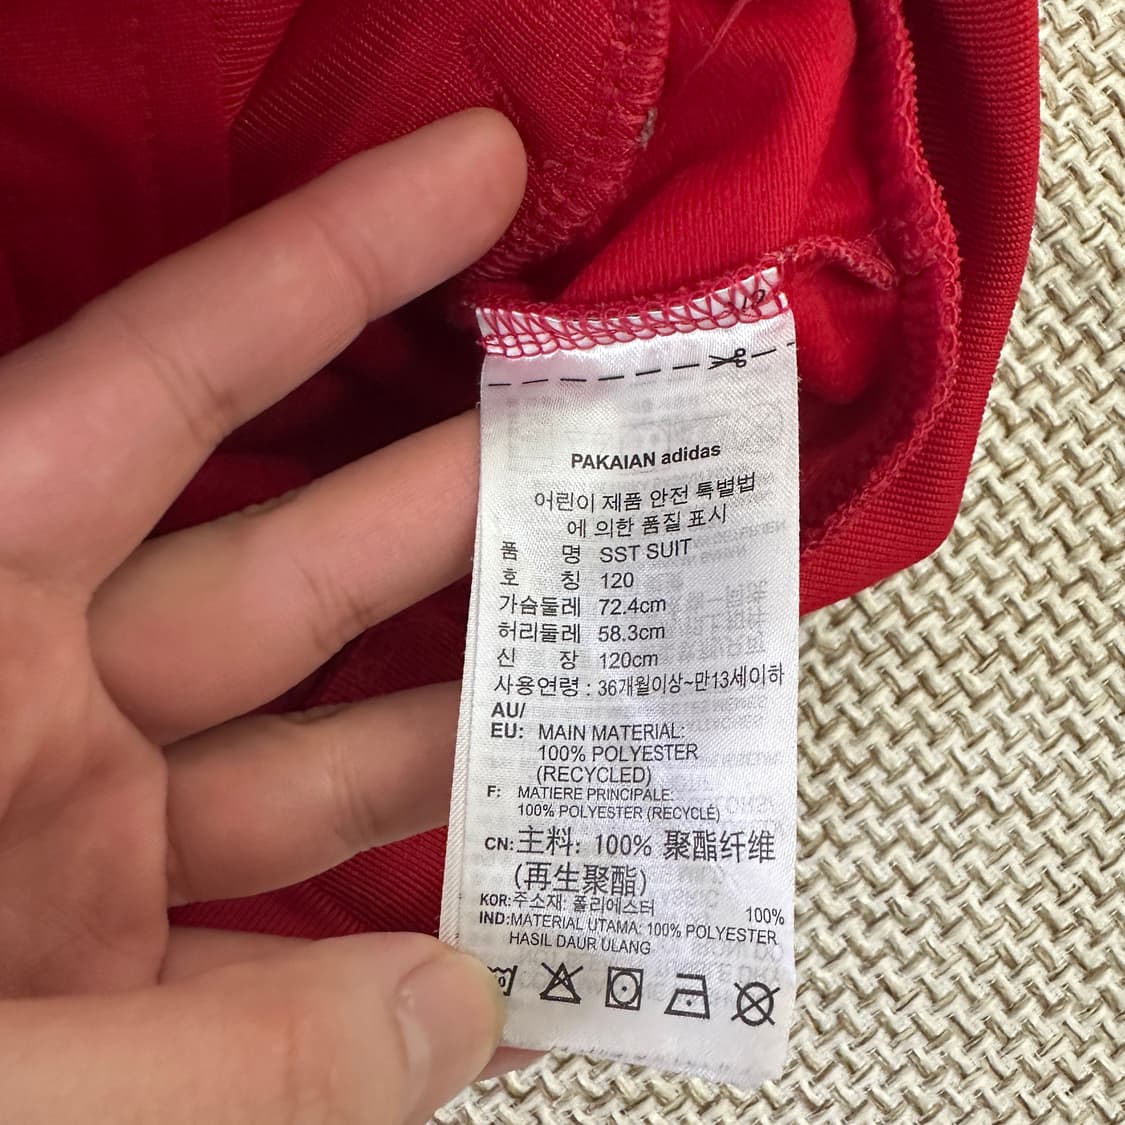 PAKAIAN adidas
어린이 제품 안전 특별법
에 의한 품질 표시
품 명 SST SUIT
호 칭 120
가슴둘레 72.4cm
허리둘레 58.3cm
신 장 120cm
사용연령 : 36개월이상~만13세이하
AU/
EU: MAIN MATERIAL:
100% POLYESTER
(RECYCLED)
F: MATIERE PRINCIPALE:
100% POLYESTER (RECYCLÉ)
CN:主料: 100% 聚酯纤维
(再生聚酯)
KOR:주소재: 폴리에스터 100%
IND:MATERIAL UTAMA: 100% POLYESTER
HASIL DAUR ULANG